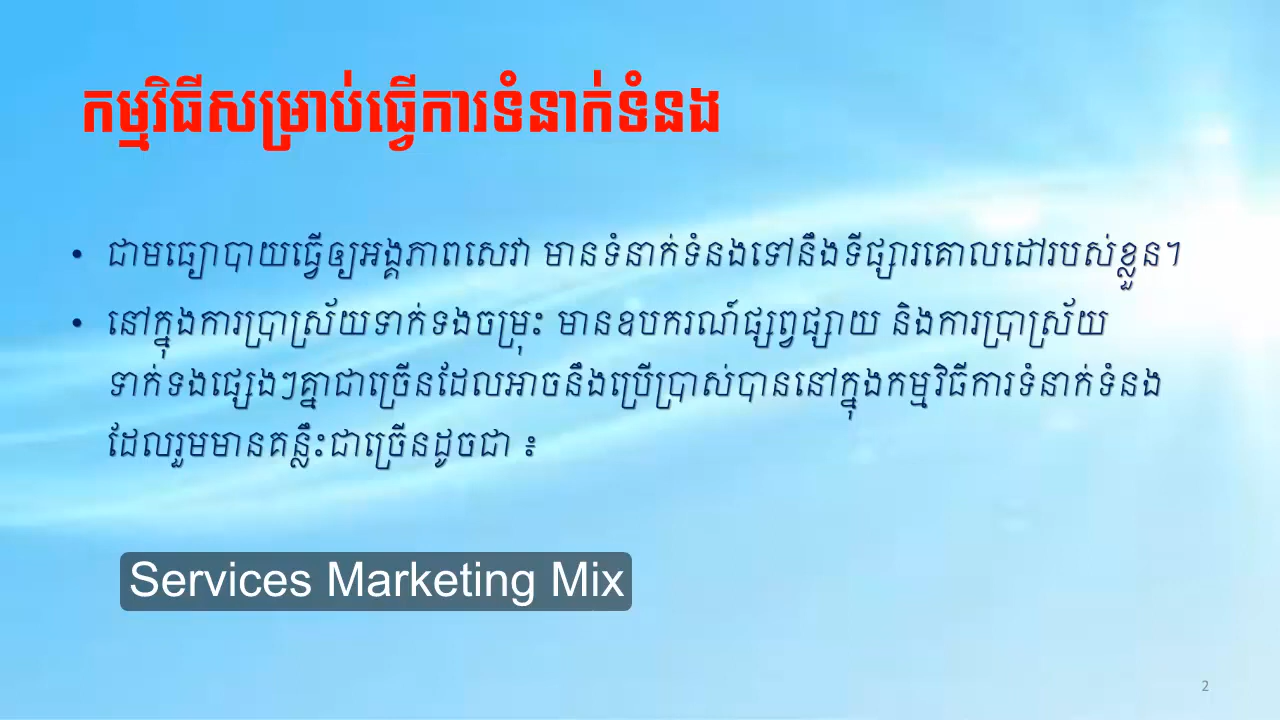 កម្មវិធីសម្រាប់ធ្វើការទំនាក់ទំនង
• ជាមធ្យោបាយធ្វើឲ្យអង្គភាពសេវា មានទំនាក់ទំនងទៅនឹងទីផ្សារគោលដៅរបស់ខ្លួន។
• នៅក្នុងការប្រាស្រ័យទាក់ទងចម្រុះ មានឧបករណ៍ផ្សព្វផ្សាយ និងការប្រាស្រ័យ
ទាក់ទងផ្សេងៗគ្នាជាច្រើនដែលអាចនឹងប្រើប្រាស់បាននៅក្នុងកម្មវិធីការទំនាក់ទំនង
ដែលរួមមានគន្លឹះជាច្រើនដូចជា ៖
Services Marketing Mix
2